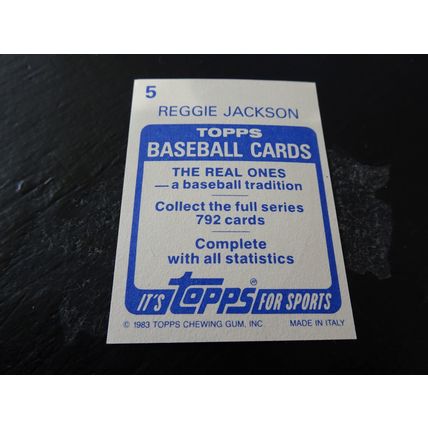 5
REGGIE JACKSON
TOPPS
BASEBALL CARDS
THE REAL ONES
—a baseball tradition
Collect the full series
792 cards
Complete
with all statistics
IT'S topps® FOR SPORTS
© 1983 TOPPS CHEWING GUM, INC MADE IN ITALY